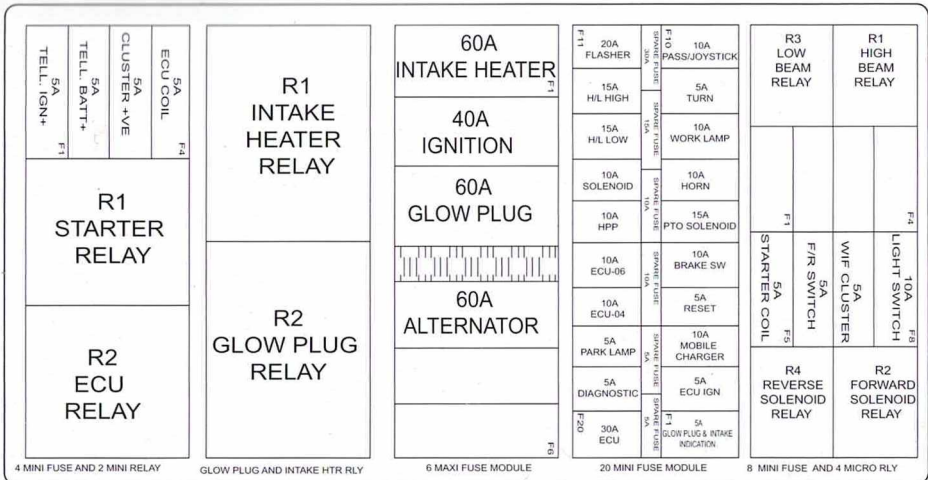 5A
TELL. IGN+
F1
5A
TELL. BATT+
5A
CLUSTER +VE
5A
ECU COIL
F4
R1
STARTER
RELAY
R2
ECU
RELAY
4 MINI FUSE AND 2 MINI RELAY
R1
INTAKE
HEATER
RELAY
R2
GLOW PLUG
RELAY
GLOW PLUG AND INTAKE HTR RLY
60A
INTAKE HEATER
F1
40A
IGNITION
60A
GLOW PLUG
60A
ALTERNATOR
F6
6 MAXI FUSE MODULE
F11
20A
FLASHER
15A
H/L HIGH
15A
H/L LOW
10A
SOLENOID
10A
HPP
10A
ECU-06
10A
ECU-04
5A
PARK LAMP
5A
DIAGNOSTIC
F20
30A
ECU
SPARE FUSE
30A
SPARE FUSE
15A
SPARE FUSE
10A
SPARE FUSE
10A
SPARE FUSE
5A
SPARE FUSE
5A
F10
10A
PASS/JOYSTICK
5A
TURN
10A
WORK LAMP
10A
HORN
15A
PTO SOLENOID
10A
BRAKE SW
5A
RESET
10A
MOBILE
CHARGER
5A
ECU IGN
F1
5A
GLOW PLUG & INTAKE
INDICATION
20 MINI FUSE MODULE
R3
LOW
BEAM
RELAY
R1
HIGH
BEAM
RELAY
F1
F4
5A
STARTER COIL
F5
5A
F/R SWITCH
5A
WIF CLUSTER
10A
LIGHT SWITCH
F8
R4
REVERSE
SOLENOID
RELAY
R2
FORWARD
SOLENOID
RELAY
8 MINI FUSE AND 4 MICRO RLY